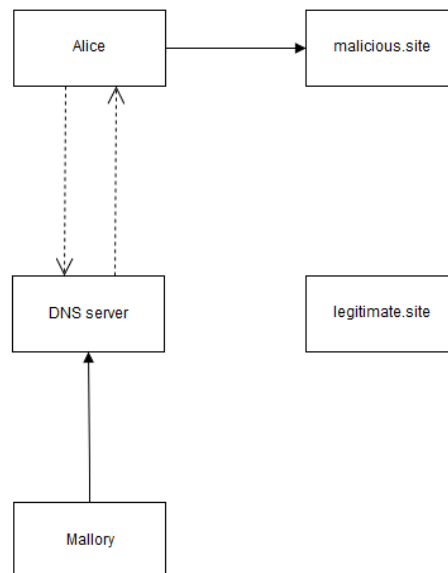 Alice
malicious.site
DNS server
legitimate.site
Mallory